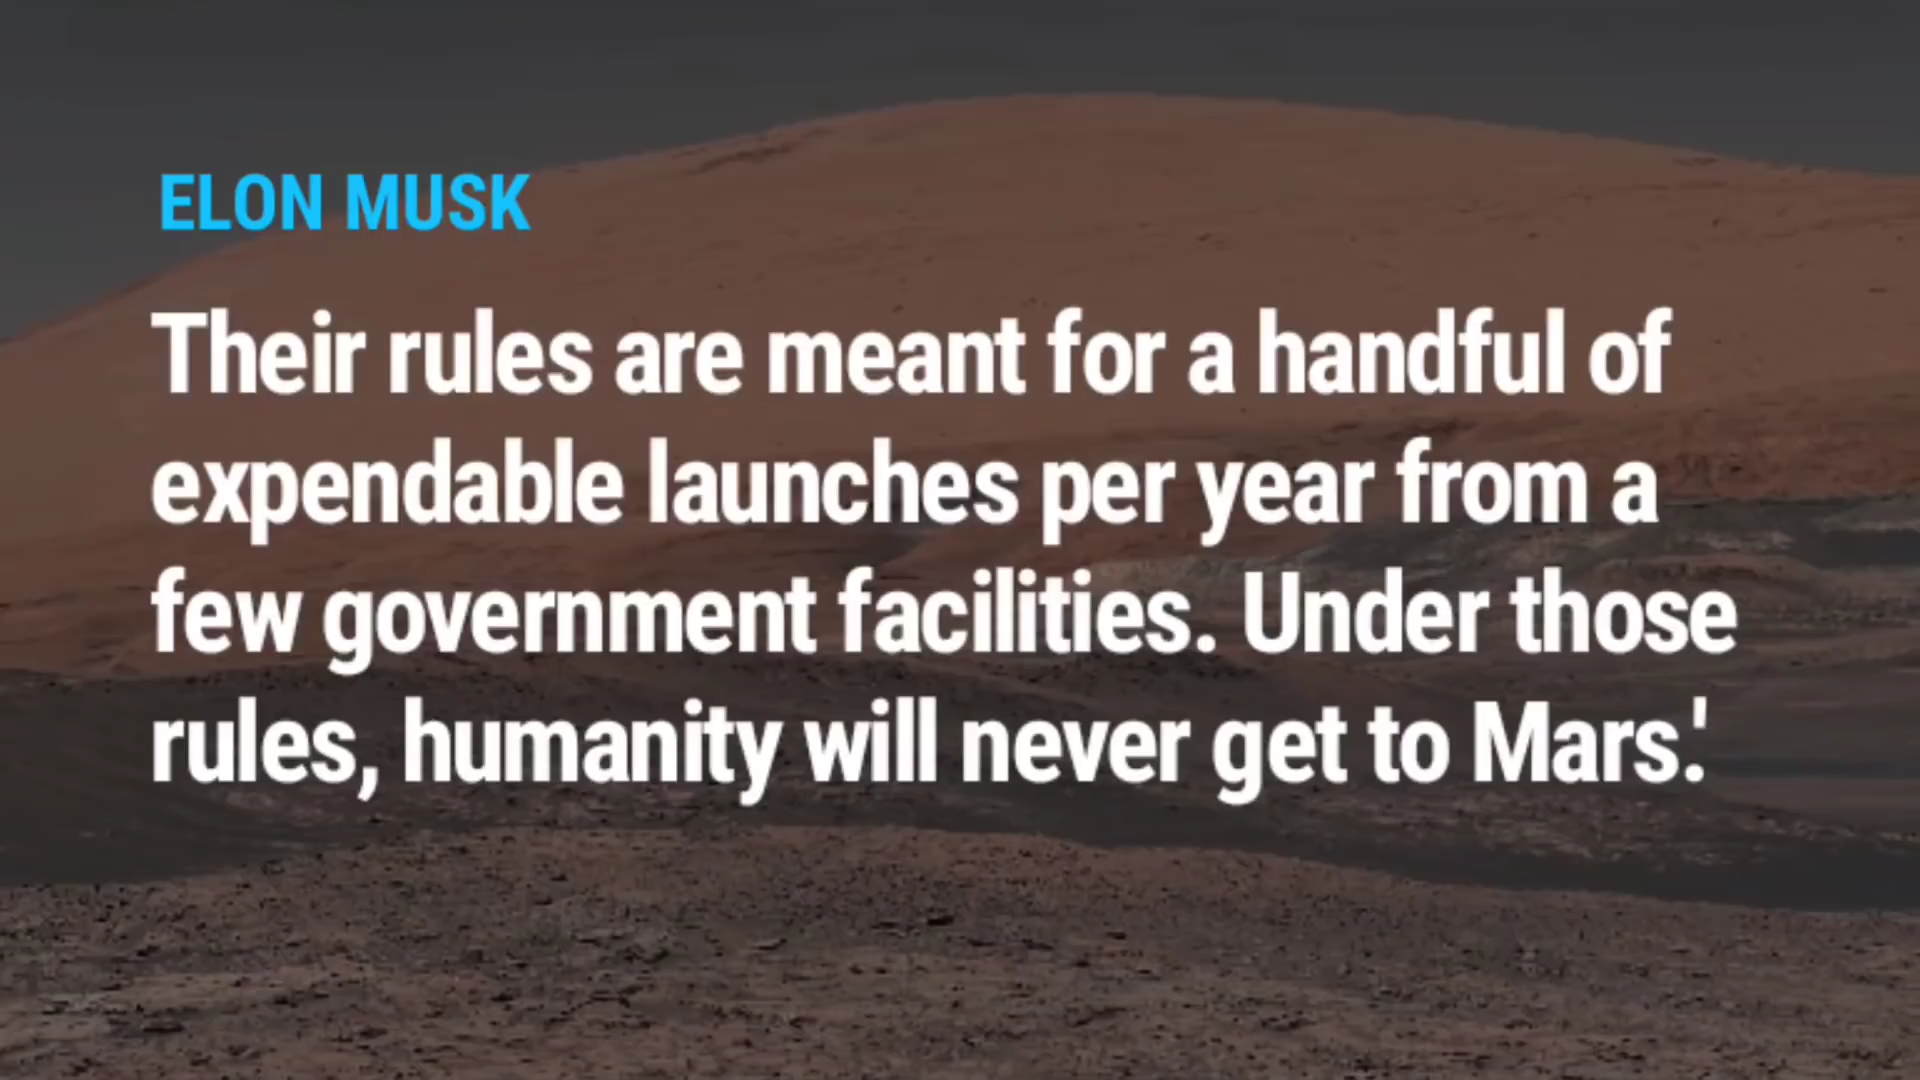 ELON MUSK
Their rules are meant for a handful of
expendable launches per year from a
few government facilities. Under those
rules, humanity will never get to Mars.'